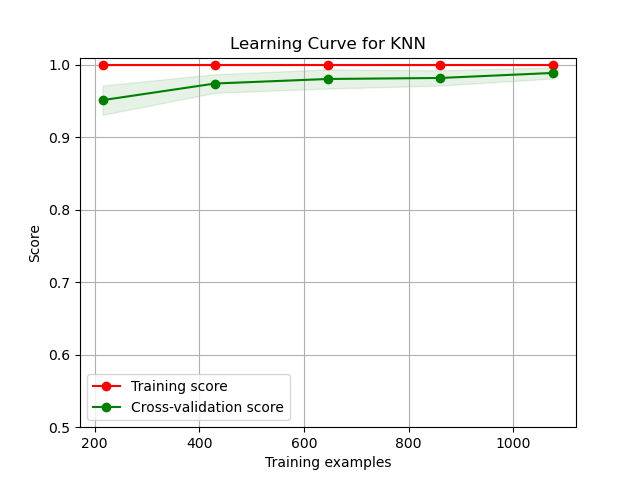 Learning Curve for KNN
1.0
0.9
0.8
0.7
0.6
0.5
Score
Training score
Cross-validation score
200 400 600 800 1000
Training examples